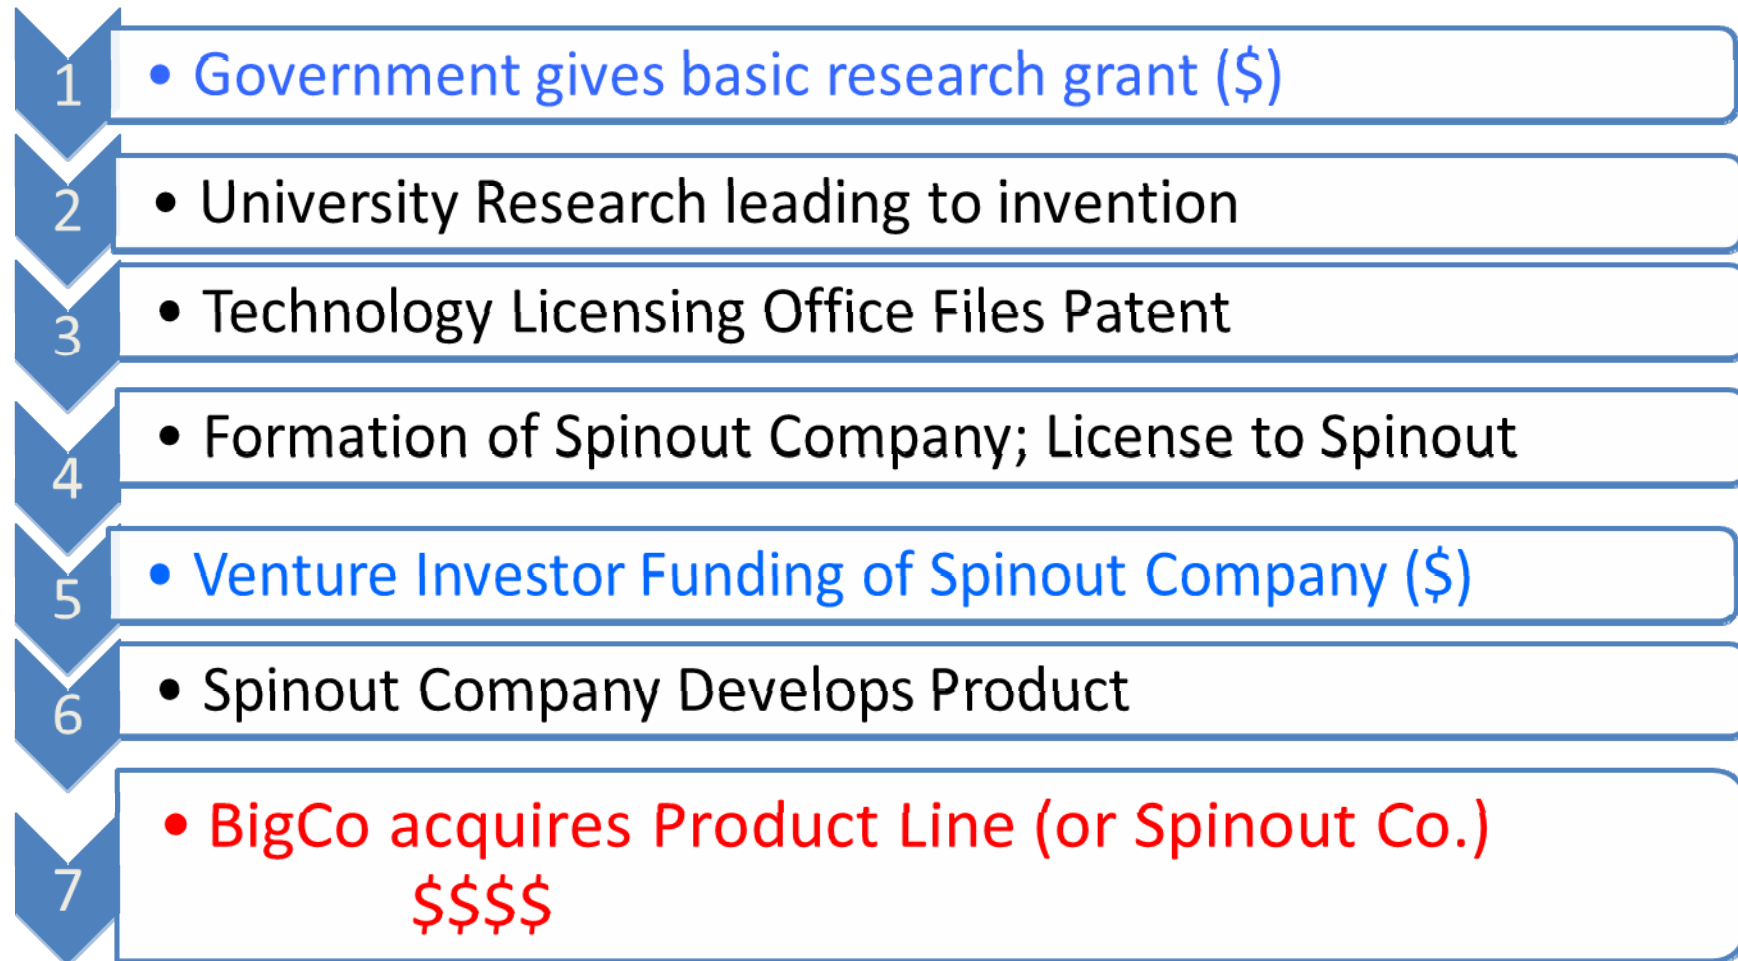 1
• Government gives basic research grant ($)
2
• University Research leading to invention
3
• Technology Licensing Office Files Patent
4
• Formation of Spinout Company; License to Spinout
5
• Venture Investor Funding of Spinout Company ($)
6
• Spinout Company Develops Product
7
• BigCo acquires Product Line (or Spinout Co.)
$$$$